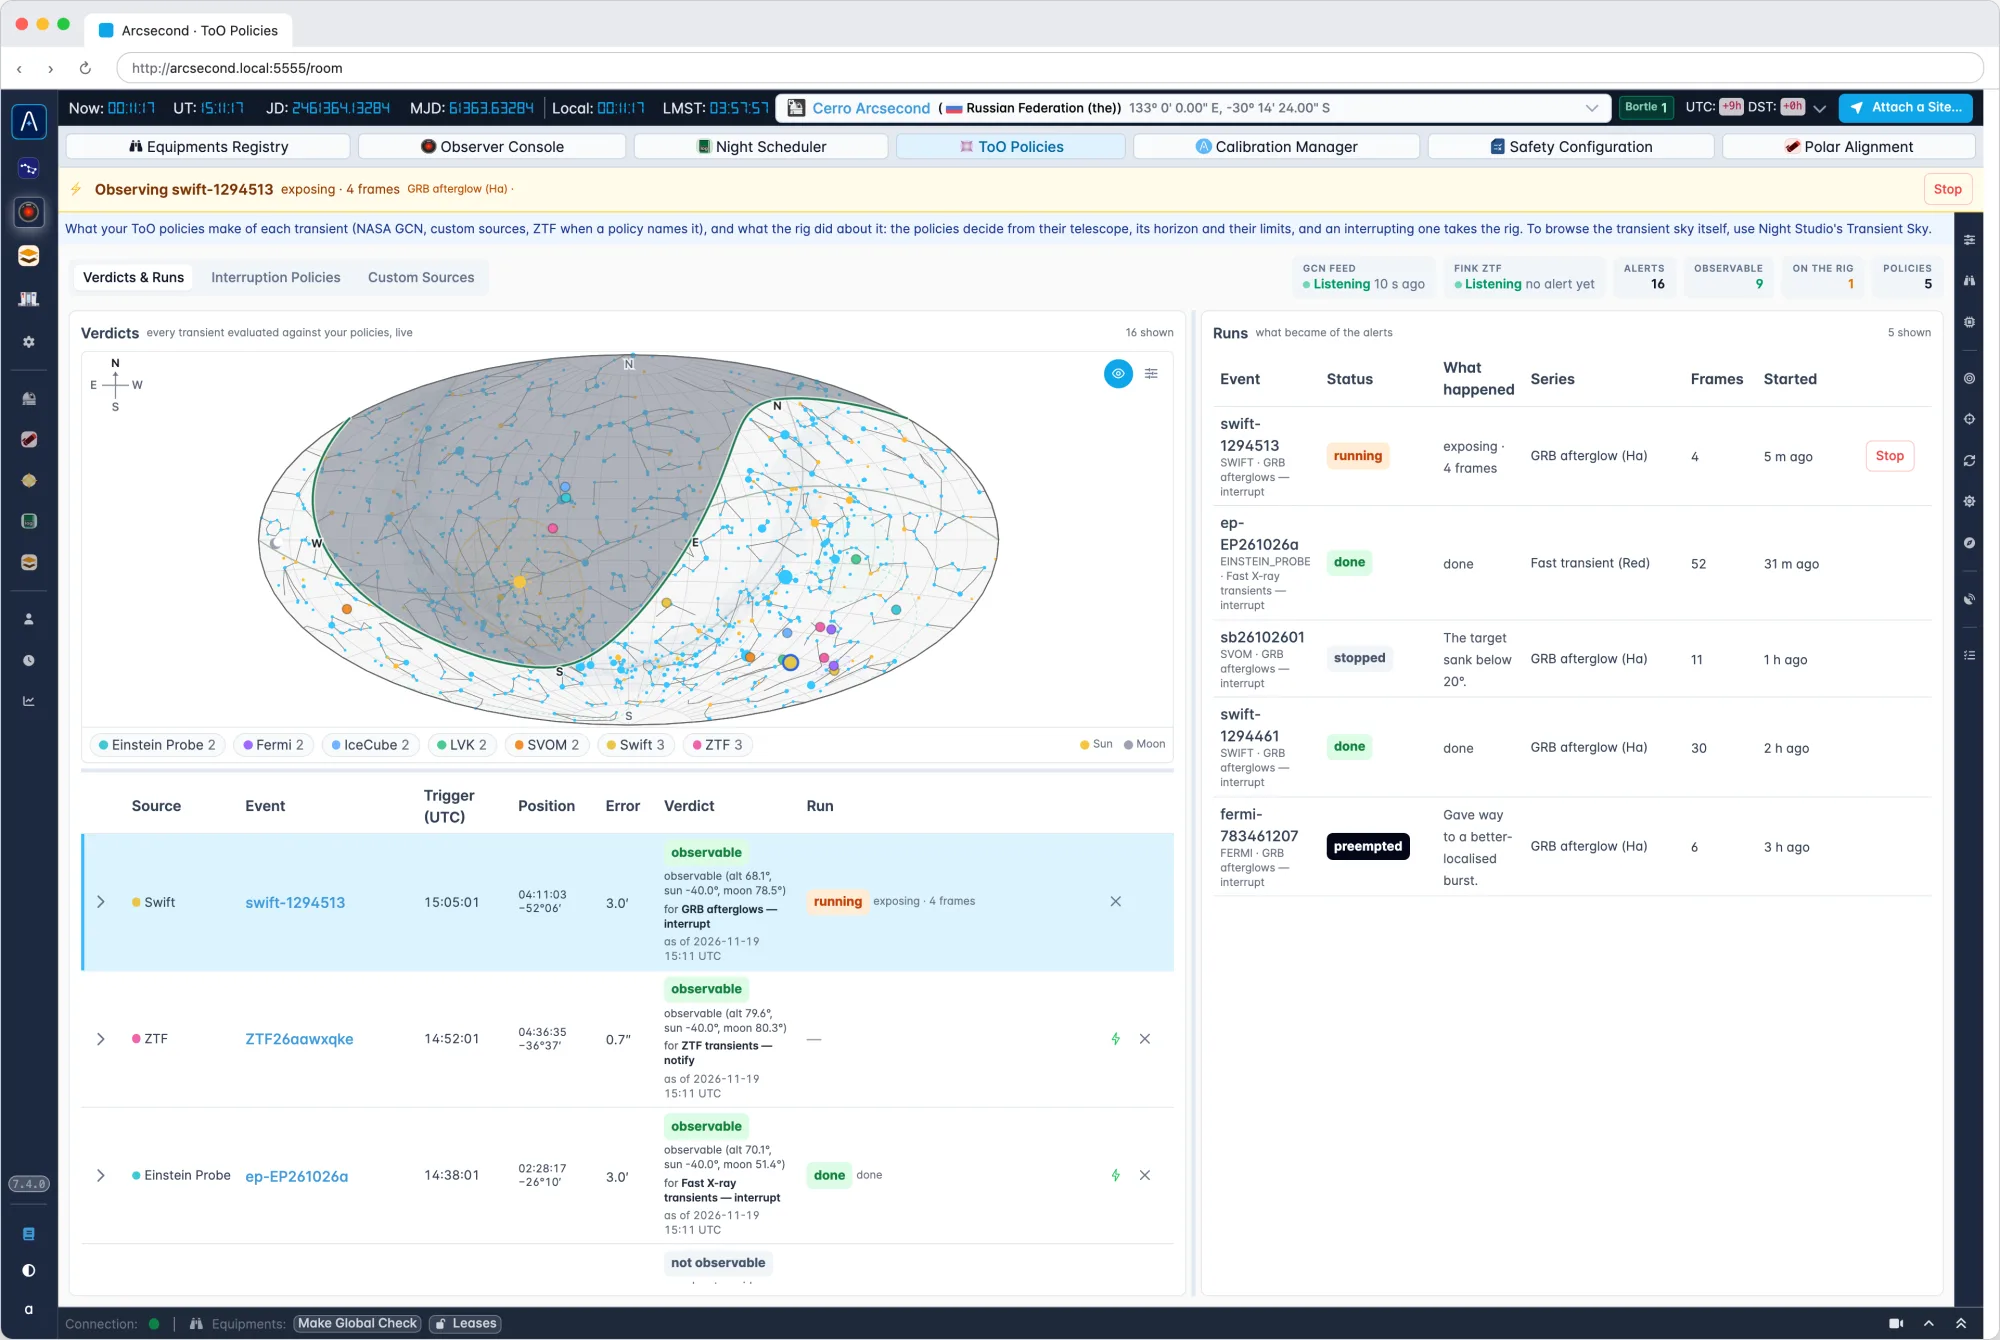 Arcsecond · ToO Policies
http://arcsecond.local:5555/room
Now: 00:11:17 UT: 15:11:17 JD: 2461364.13284 MJD: 61363.63284 Local: 00:11:17 LMST: 03:57:57 Cerro Arcsecond ( Russian Federation (the)) 133º 0' 0.00" E, -30º 14' 24.00" S Bortle 1 UTC: +9h DST: +0h Attach a Site...
Equipments Registry Observer Console Night Scheduler ToO Policies Calibration Manager Safety Configuration Polar Alignment
Observing swift-1294513 exposing · 4 frames GRB afterglow (Ha) · Stop
What your ToO policies make of each transient (NASA GCN, custom sources, ZTF when a policy names it), and what the rig did about it: the policies decide from their telescope, its horizon and their limits, and an interrupting one takes the rig. To browse the transient sky itself, use Night Studio's Transient Sky.
Verdicts & Runs Interruption Policies Custom Sources
GCN FEED
Listening 10 s ago
FINK ZTF
Listening no alert yet
ALERTS
16
OBSERVABLE
9
ON THE RIG
1
POLICIES
5
Verdicts every transient evaluated against your policies, live 16 shown
N
E W
S
N
N
W
E
S
S
Einstein Probe 2 Fermi 2 IceCube 2 LVK 2 SVOM 2 Swift 3 ZTF 3 Sun Moon
Source Event Trigger (UTC) Position Error Verdict Run
Swift swift-1294513 15:05:01
04:11:03
−52°06′
3.0′
observable
observable (alt 68.1°,
sun -40.0°, moon 78.5°)
for GRB afterglows —
interrupt
as of 2026-11-19
15:11 UTC
running exposing · 4 frames
ZTF ZTF26aawxqke 14:52:01
04:36:35
−36°37′
0.7″
observable
observable (alt 79.6°,
sun -40.0°, moon 80.3°)
for ZTF transients —
notify
as of 2026-11-19
15:11 UTC
—
Einstein Probe ep-EP261026a 14:38:01
02:28:17
−26°10′
3.0′
observable
observable (alt 70.1°,
sun -40.0°, moon 51.4°)
for Fast X-ray
transients — interrupt
as of 2026-11-19
15:11 UTC
done done
not observable
Runs what became of the alerts 5 shown
Event Status What happened Series Frames Started
swift-
1294513
SWIFT · GRB
afterglows —
interrupt
running
exposing ·
4 frames
GRB afterglow (Ha) 4 5 m ago Stop
ep-
EP261026a
EINSTEIN_PROBE
· Fast X-ray
transients —
interrupt
done
done
Fast transient (Red) 52 31 m ago
sb26102601
SVOM · GRB
afterglows —
interrupt
stopped
The target
sank below
20°.
GRB afterglow (Ha) 11 1 h ago
swift-
1294461
SWIFT · GRB
afterglows —
interrupt
done
done
GRB afterglow (Ha) 30 2 h ago
fermi-
783461207
FERMI · GRB
afterglows —
interrupt
preempted
Gave way
to a better-
localised
burst.
GRB afterglow (Ha) 6 3 h ago
7.4.0
a
Connection: Equipments: Make Global Check Leases